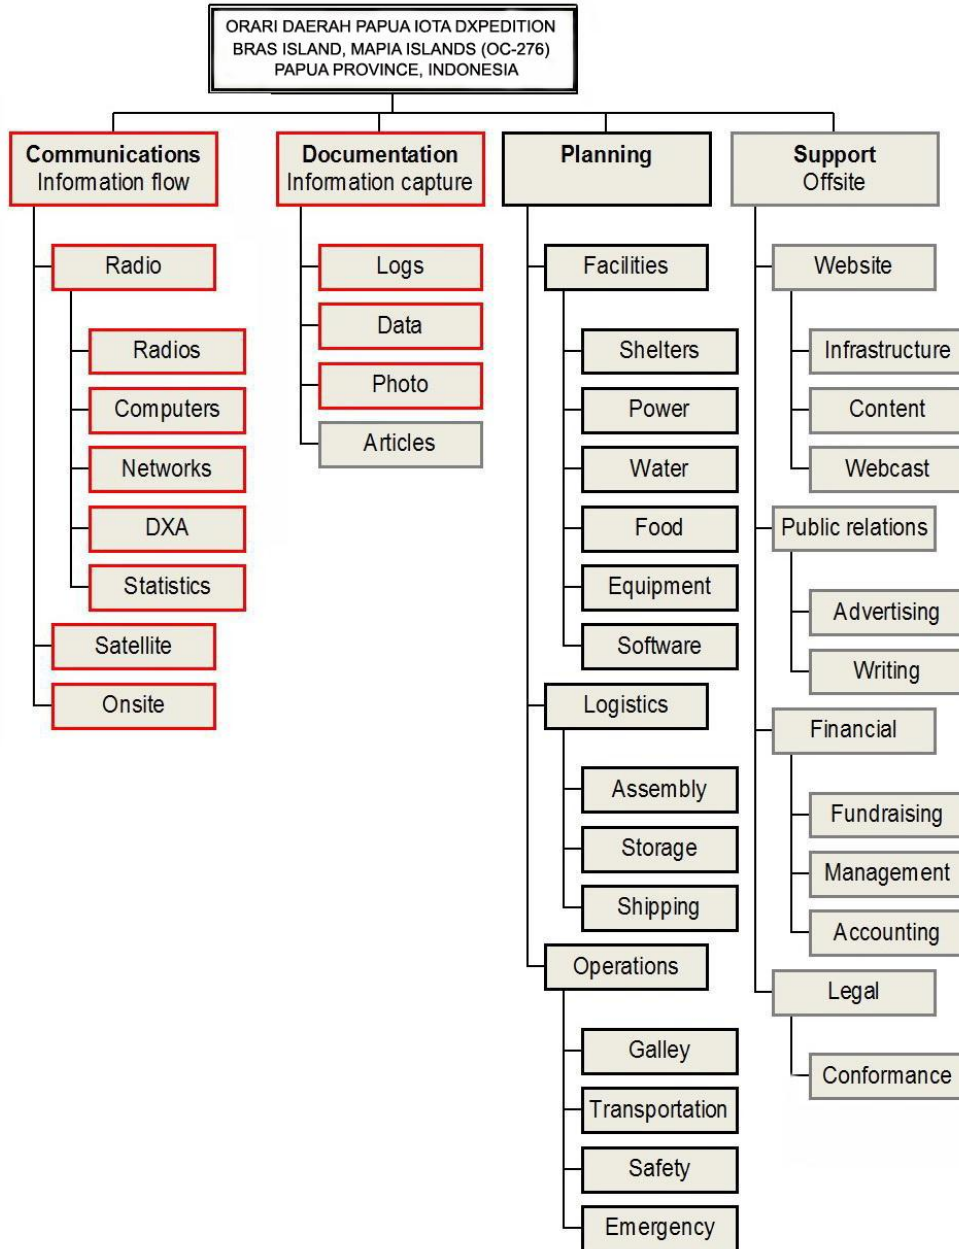 ORARI DAERAH PAPUA IOTA DXPEDITION
BRAS ISLAND, MAPIA ISLANDS (OC-276)
PAPUA PROVINCE, INDONESIA
Communications
Information flow
Radio
Radios
Computers
Networks
DXA
Statistics
Satellite
Onsite
Documentation
Information capture
Logs
Data
Photo
Articles
Planning
Facilities
Shelters
Power
Water
Food
Equipment
Software
Logistics
Assembly
Storage
Shipping
Operations
Galley
Transportation
Safety
Emergency
Support
Offsite
Website
Infrastructure
Content
Webcast
Public relations
Advertising
Writing
Financial
Fundraising
Management
Accounting
Legal
Conformance